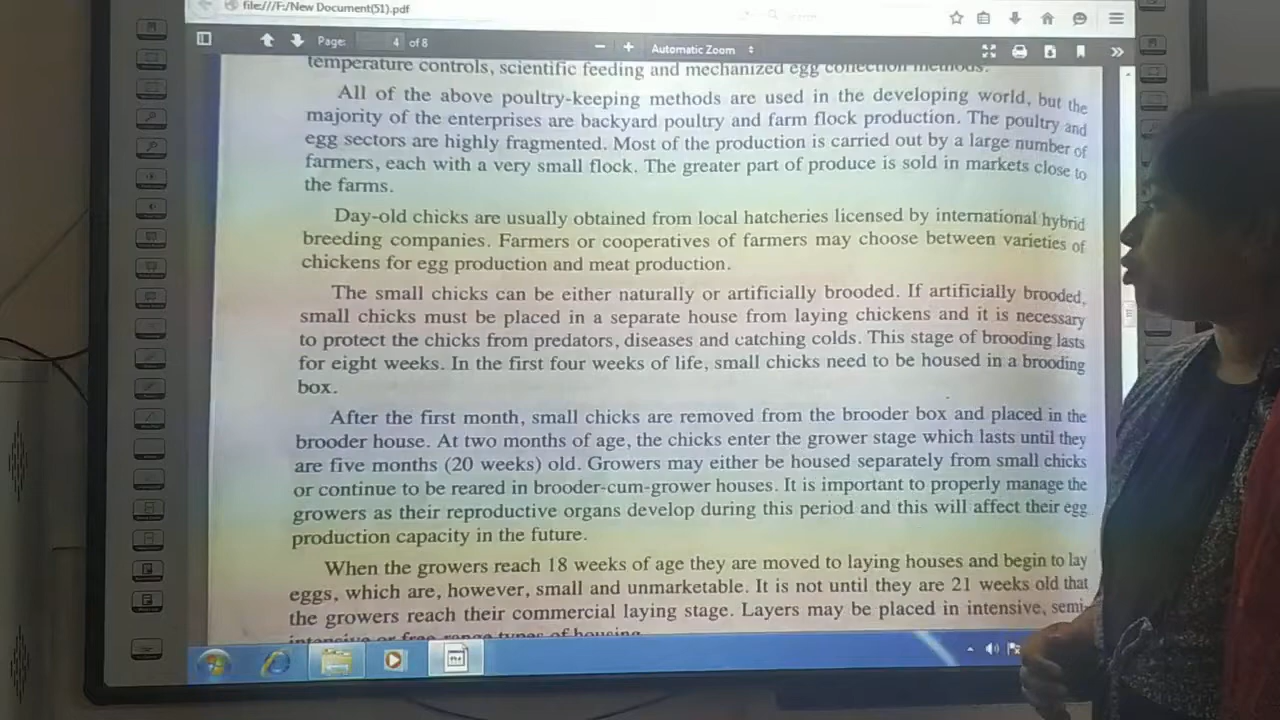 file:///F:/New Document(51).pdf
Page: 4 of 8
Automatic Zoom
temperature controls, scientific feeding and mechanized egg collection methods.
All of the above poultry-keeping methods are used in the developing world, but the
majority of the enterprises are backyard poultry and farm flock production. The poultry and
egg sectors are highly fragmented. Most of the production is carried out by a large number of
farmers, each with a very small flock. The greater part of produce is sold in markets close to
the farms.
Day-old chicks are usually obtained from local hatcheries licensed by international hybrid
breeding companies. Farmers or cooperatives of farmers may choose between varieties of
chickens for egg production and meat production.
The small chicks can be either naturally or artificially brooded. If artificially brooded,
small chicks must be placed in a separate house from laying chickens and it is necessary
to protect the chicks from predators, diseases and catching colds. This stage of brooding lasts
for eight weeks. In the first four weeks of life, small chicks need to be housed in a brooding
box.
After the first month, small chicks are removed from the brooder box and placed in the
brooder house. At two months of age, the chicks enter the grower stage which lasts until they
are five months (20 weeks) old. Growers may either be housed separately from small chicks
or continue to be reared in brooder-cum-grower houses. It is important to properly manage the
growers as their reproductive organs develop during this period and this will affect their egg
production capacity in the future.
When the growers reach 18 weeks of age they are moved to laying houses and begin to lay
eggs, which are, however, small and unmarketable. It is not until they are 21 weeks old that
the growers reach their commercial laying stage. Layers may be placed in intensive, semi-
intensive or free range types of housing.